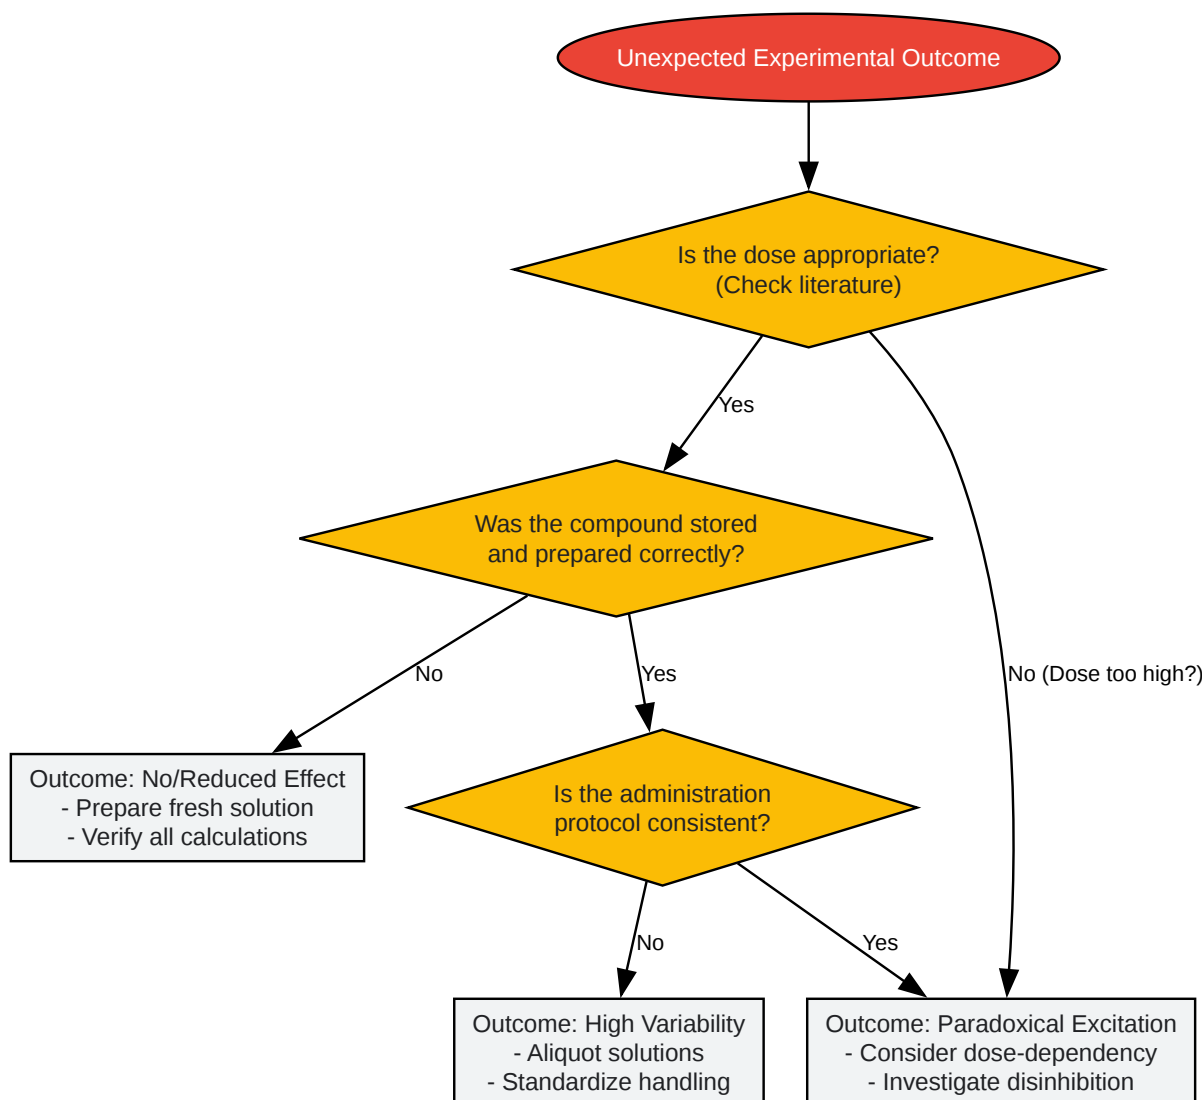 Unexpected Experimental Outcome
Is the dose appropriate?
(Check literature)
Yes
Was the compound stored
and prepared correctly?
No
Yes
No (Dose too high?)
Outcome: No/Reduced Effect
- Prepare fresh solution
- Verify all calculations
Is the administration
protocol consistent?
No
Yes
Outcome: High Variability
- Aliquot solutions
- Standardize handling
Outcome: Paradoxical Excitation
- Consider dose-dependency
- Investigate disinhibition